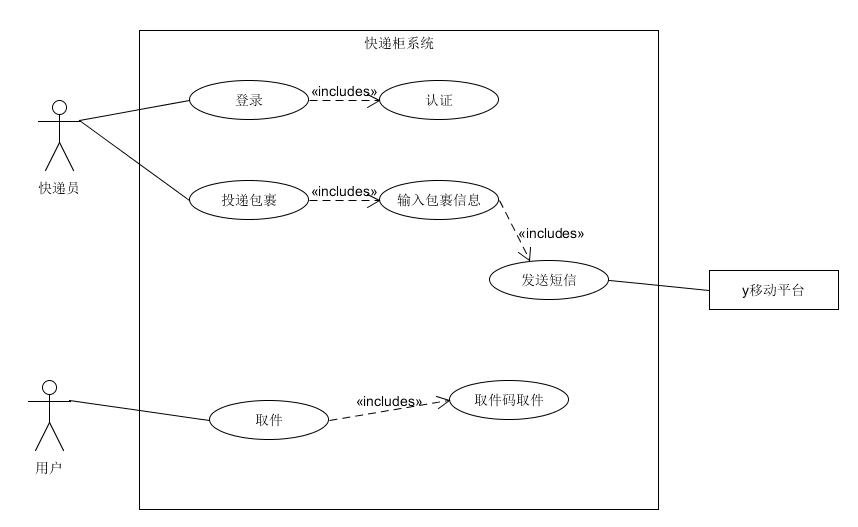 快递柜系统
登录
«includes»
认证
快递员
投递包裹
«includes»
输入包裹信息
«includes»
发送短信
y移动平台
用户
取件
«includes»
取件码取件